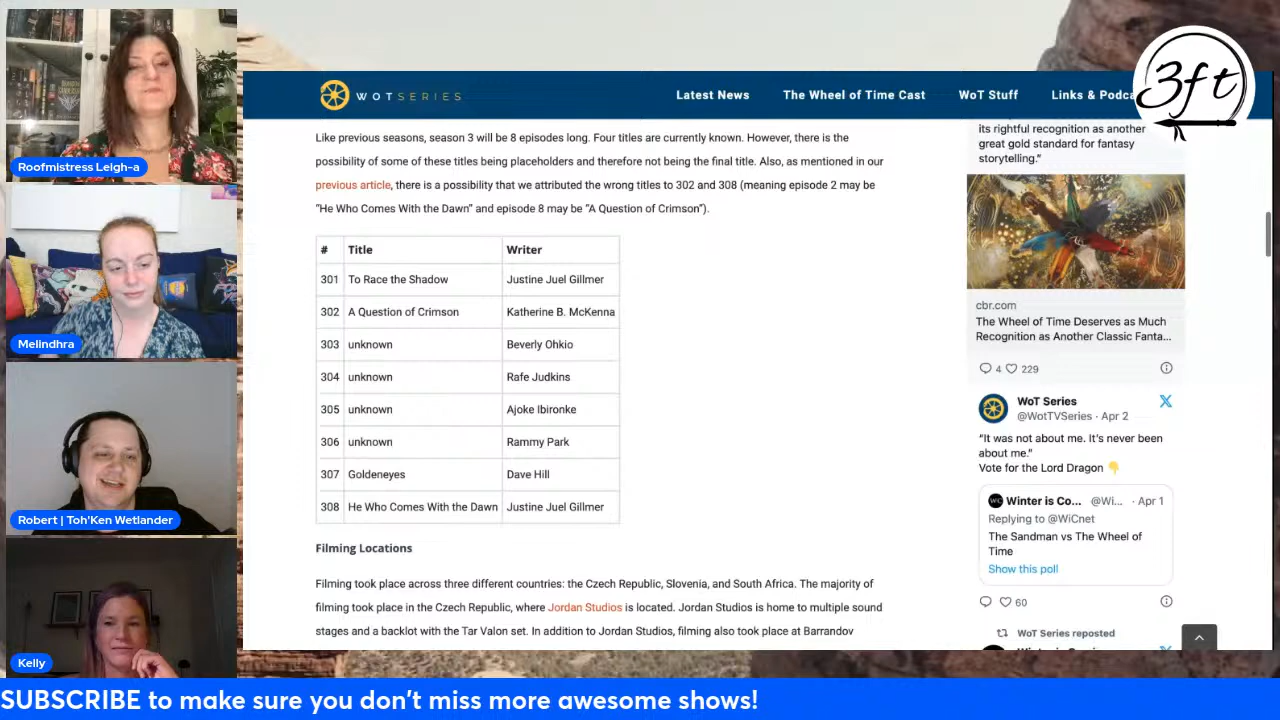 Roofmistress Leigh-a
Melindhra
Robert | Toh'Ken Wetlander
Kelly
3ft
WOTSERIES
Latest News
The Wheel of Time Cast
WoT Stuff
Links & Podca
Like previous seasons, season 3 will be 8 episodes long. Four titles are currently known. However, there is the
possibility of some of these titles being placeholders and therefore not being the final title. Also, as mentioned in our
previous article, there is a possibility that we attributed the wrong titles to 302 and 308 (meaning episode 2 may be
“He Who Comes With the Dawn” and episode 8 may be “A Question of Crimson”).
# Title Writer
301 To Race the Shadow Justine Juel Gillmer
302 A Question of Crimson Katherine B. McKenna
303 unknown Beverly Ohkio
304 unknown Rafe Judkins
305 unknown Ajoke Ibironke
306 unknown Rammy Park
307 Goldeneyes Dave Hill
308 He Who Comes With the Dawn Justine Juel Gillmer
Filming Locations
Filming took place across three different countries: the Czech Republic, Slovenia, and South Africa. The majority of
filming took place in the Czech Republic, where Jordan Studios is located. Jordan Studios is home to multiple sound
stages and a backlot with the Tar Valon set. In addition to Jordan Studios, filming also took place at Barrandov
its rightful recognition as another
great gold standard for fantasy
storytelling.”
cbr.com
The Wheel of Time Deserves as Much
Recognition as Another Classic Fanta...
4 229
WoT Series
@WotTVSeries · Apr 2
“It was not about me. It’s never been
about me.”
Vote for the Lord Dragon 👇
Winter is Co... @Wi... · Apr 1
Replying to @WiCnet
The Sandman vs The Wheel of
Time
Show this poll
60
WoT Series reposted
SUBSCRIBE to make sure you don’t miss more awesome shows!